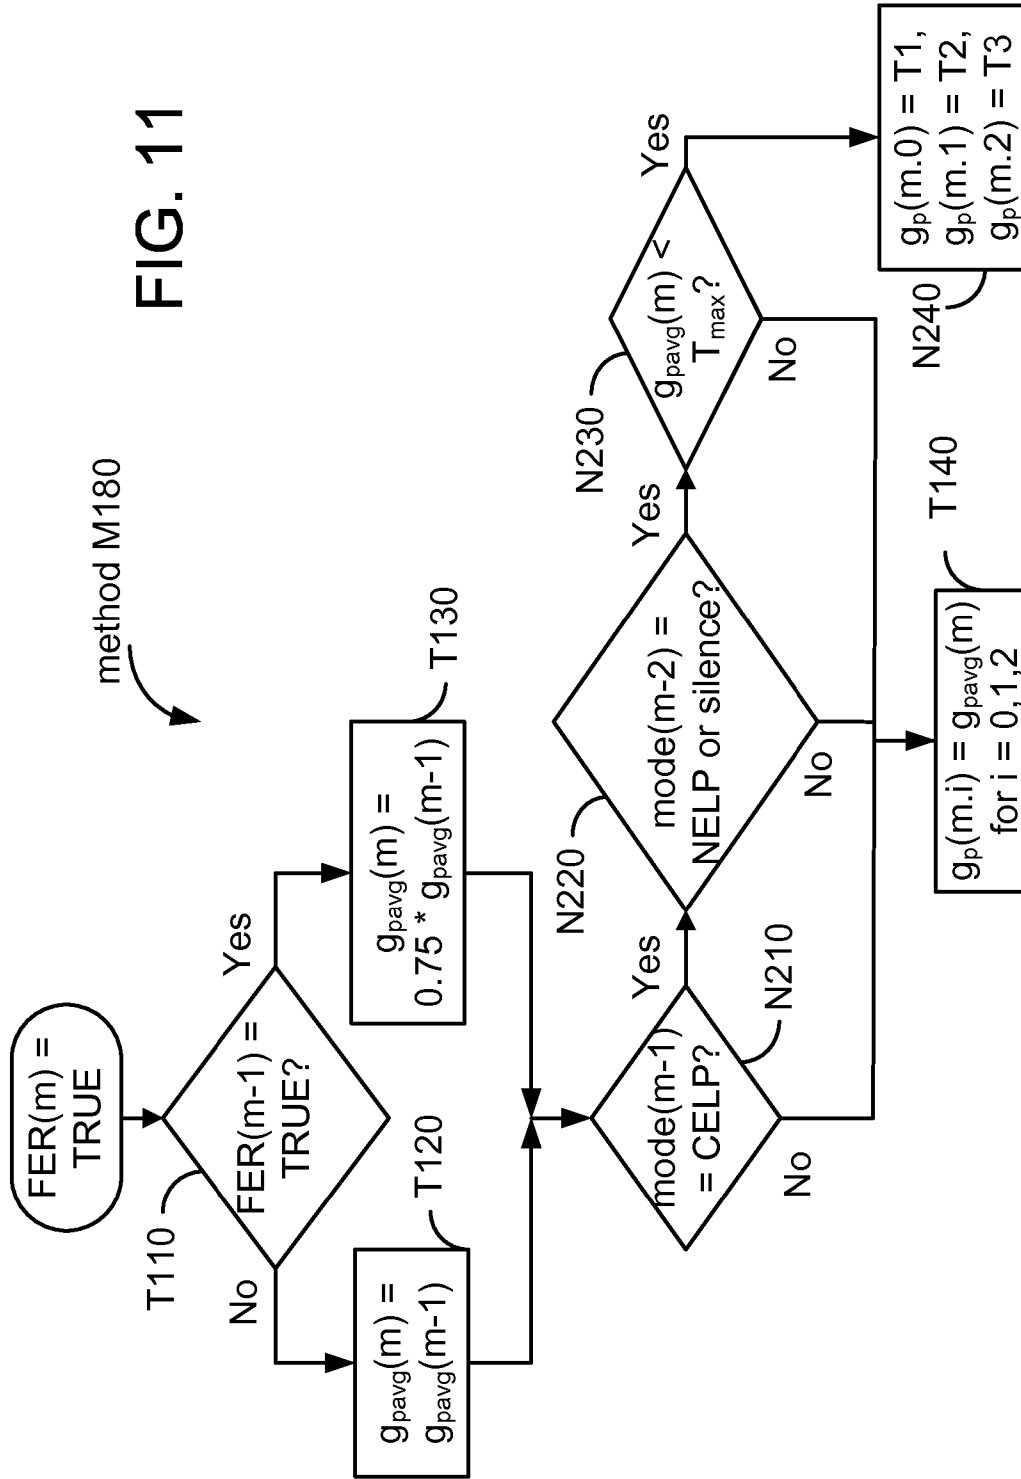 FIG. 11
method M180
FER(m) =
TRUE
T110
FER(m-1) =
TRUE?
No
Yes
T120
gpavg(m) =
gpavg(m-1)
T130
gpavg(m) =
0.75 * gpavg(m-1)
mode(m-1)
= CELP?
N210
Yes
No
N220
mode(m-2) =
NELP or silence?
Yes
No
N230
gpavg(m) <
Tmax?
Yes
No
T140
gp(m.i) = gpavg(m)
for i = 0,1,2
N240
gp(m.0) = T1,
gp(m.1) = T2,
gp(m.2) = T3